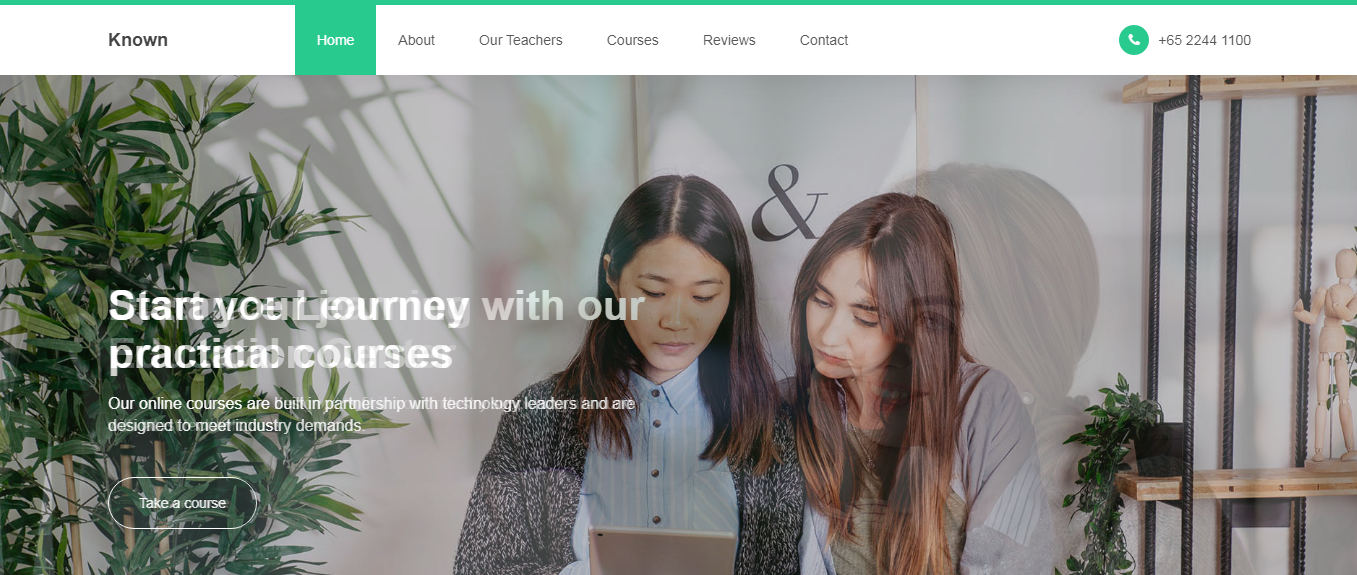 Known
Home
About
Our Teachers
Courses
Reviews
Contact
+65 2244 1100
&
Start your journey with our
practical courses
Our online courses are built in partnership with technology leaders and are
designed to meet industry demands.
Take a course